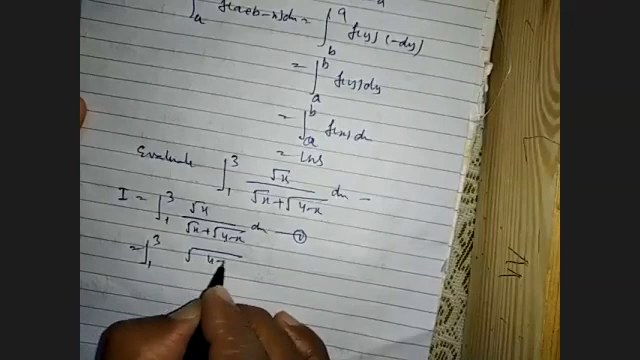 ∫_a f(a+b-x)dx = ∫_b^a f(y)(-dy)
= ∫_a^b f(y)dy
= ∫_a^b f(x)dx
= LHS
Evaluate ∫_1^3 √x / (√x+√(4-x)) dx -
I = ∫_1^3 √x / (√x+√(4-x)) dx — ①
= ∫_1^3 √(4-